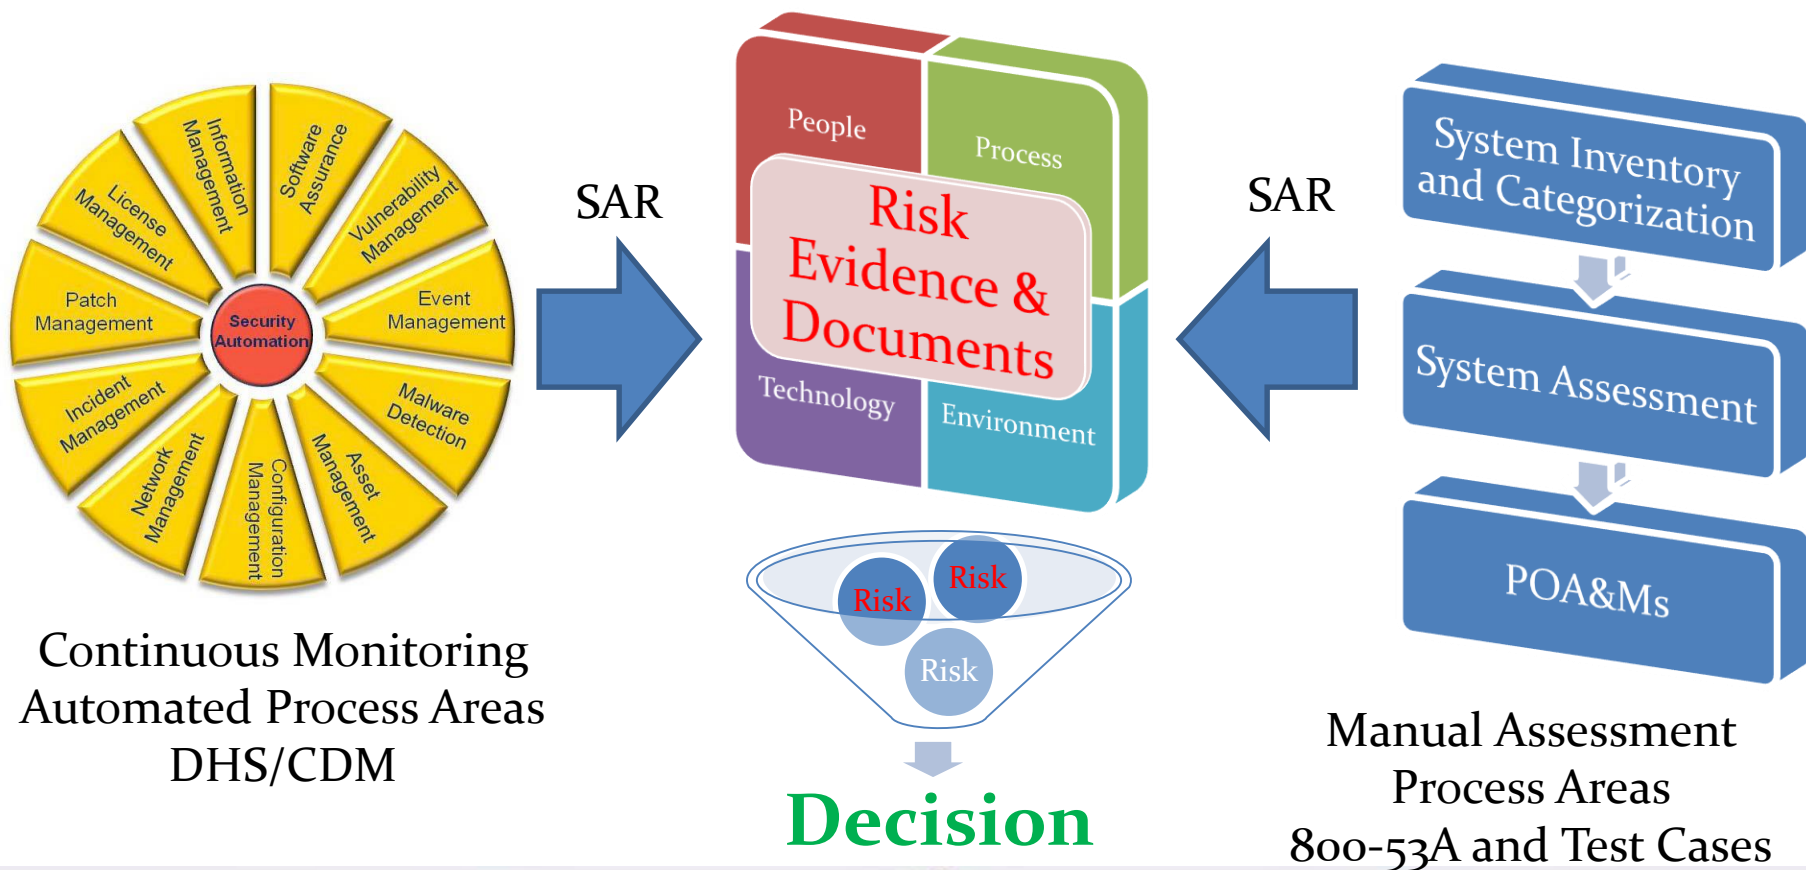 Information
Management
Software
Assurance
Vulnerability
Management
Event
Management
Malware
Detection
Asset
Management
Configuration
Management
Network
Management
Incident
Management
Patch
Management
License
Management
Security
Automation
Continuous Monitoring
Automated Process Areas
DHS/CDM
SAR
People
Process
Risk
Evidence &
Documents
Technology
Environment
Risk
Risk
Risk
Decision
SAR
System Inventory
and Categorization
System Assessment
POA&Ms
Manual Assessment
Process Areas
800-53A and Test Cases